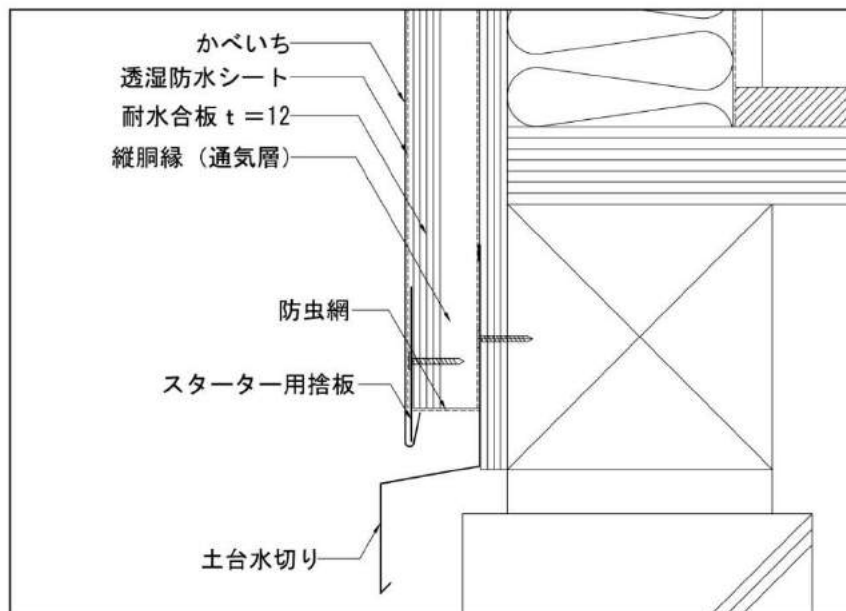 かべいち
透湿防水シート
耐水合板 t=12
縦胴縁（通気層）
防虫網
スターター用捨板
土台水切り